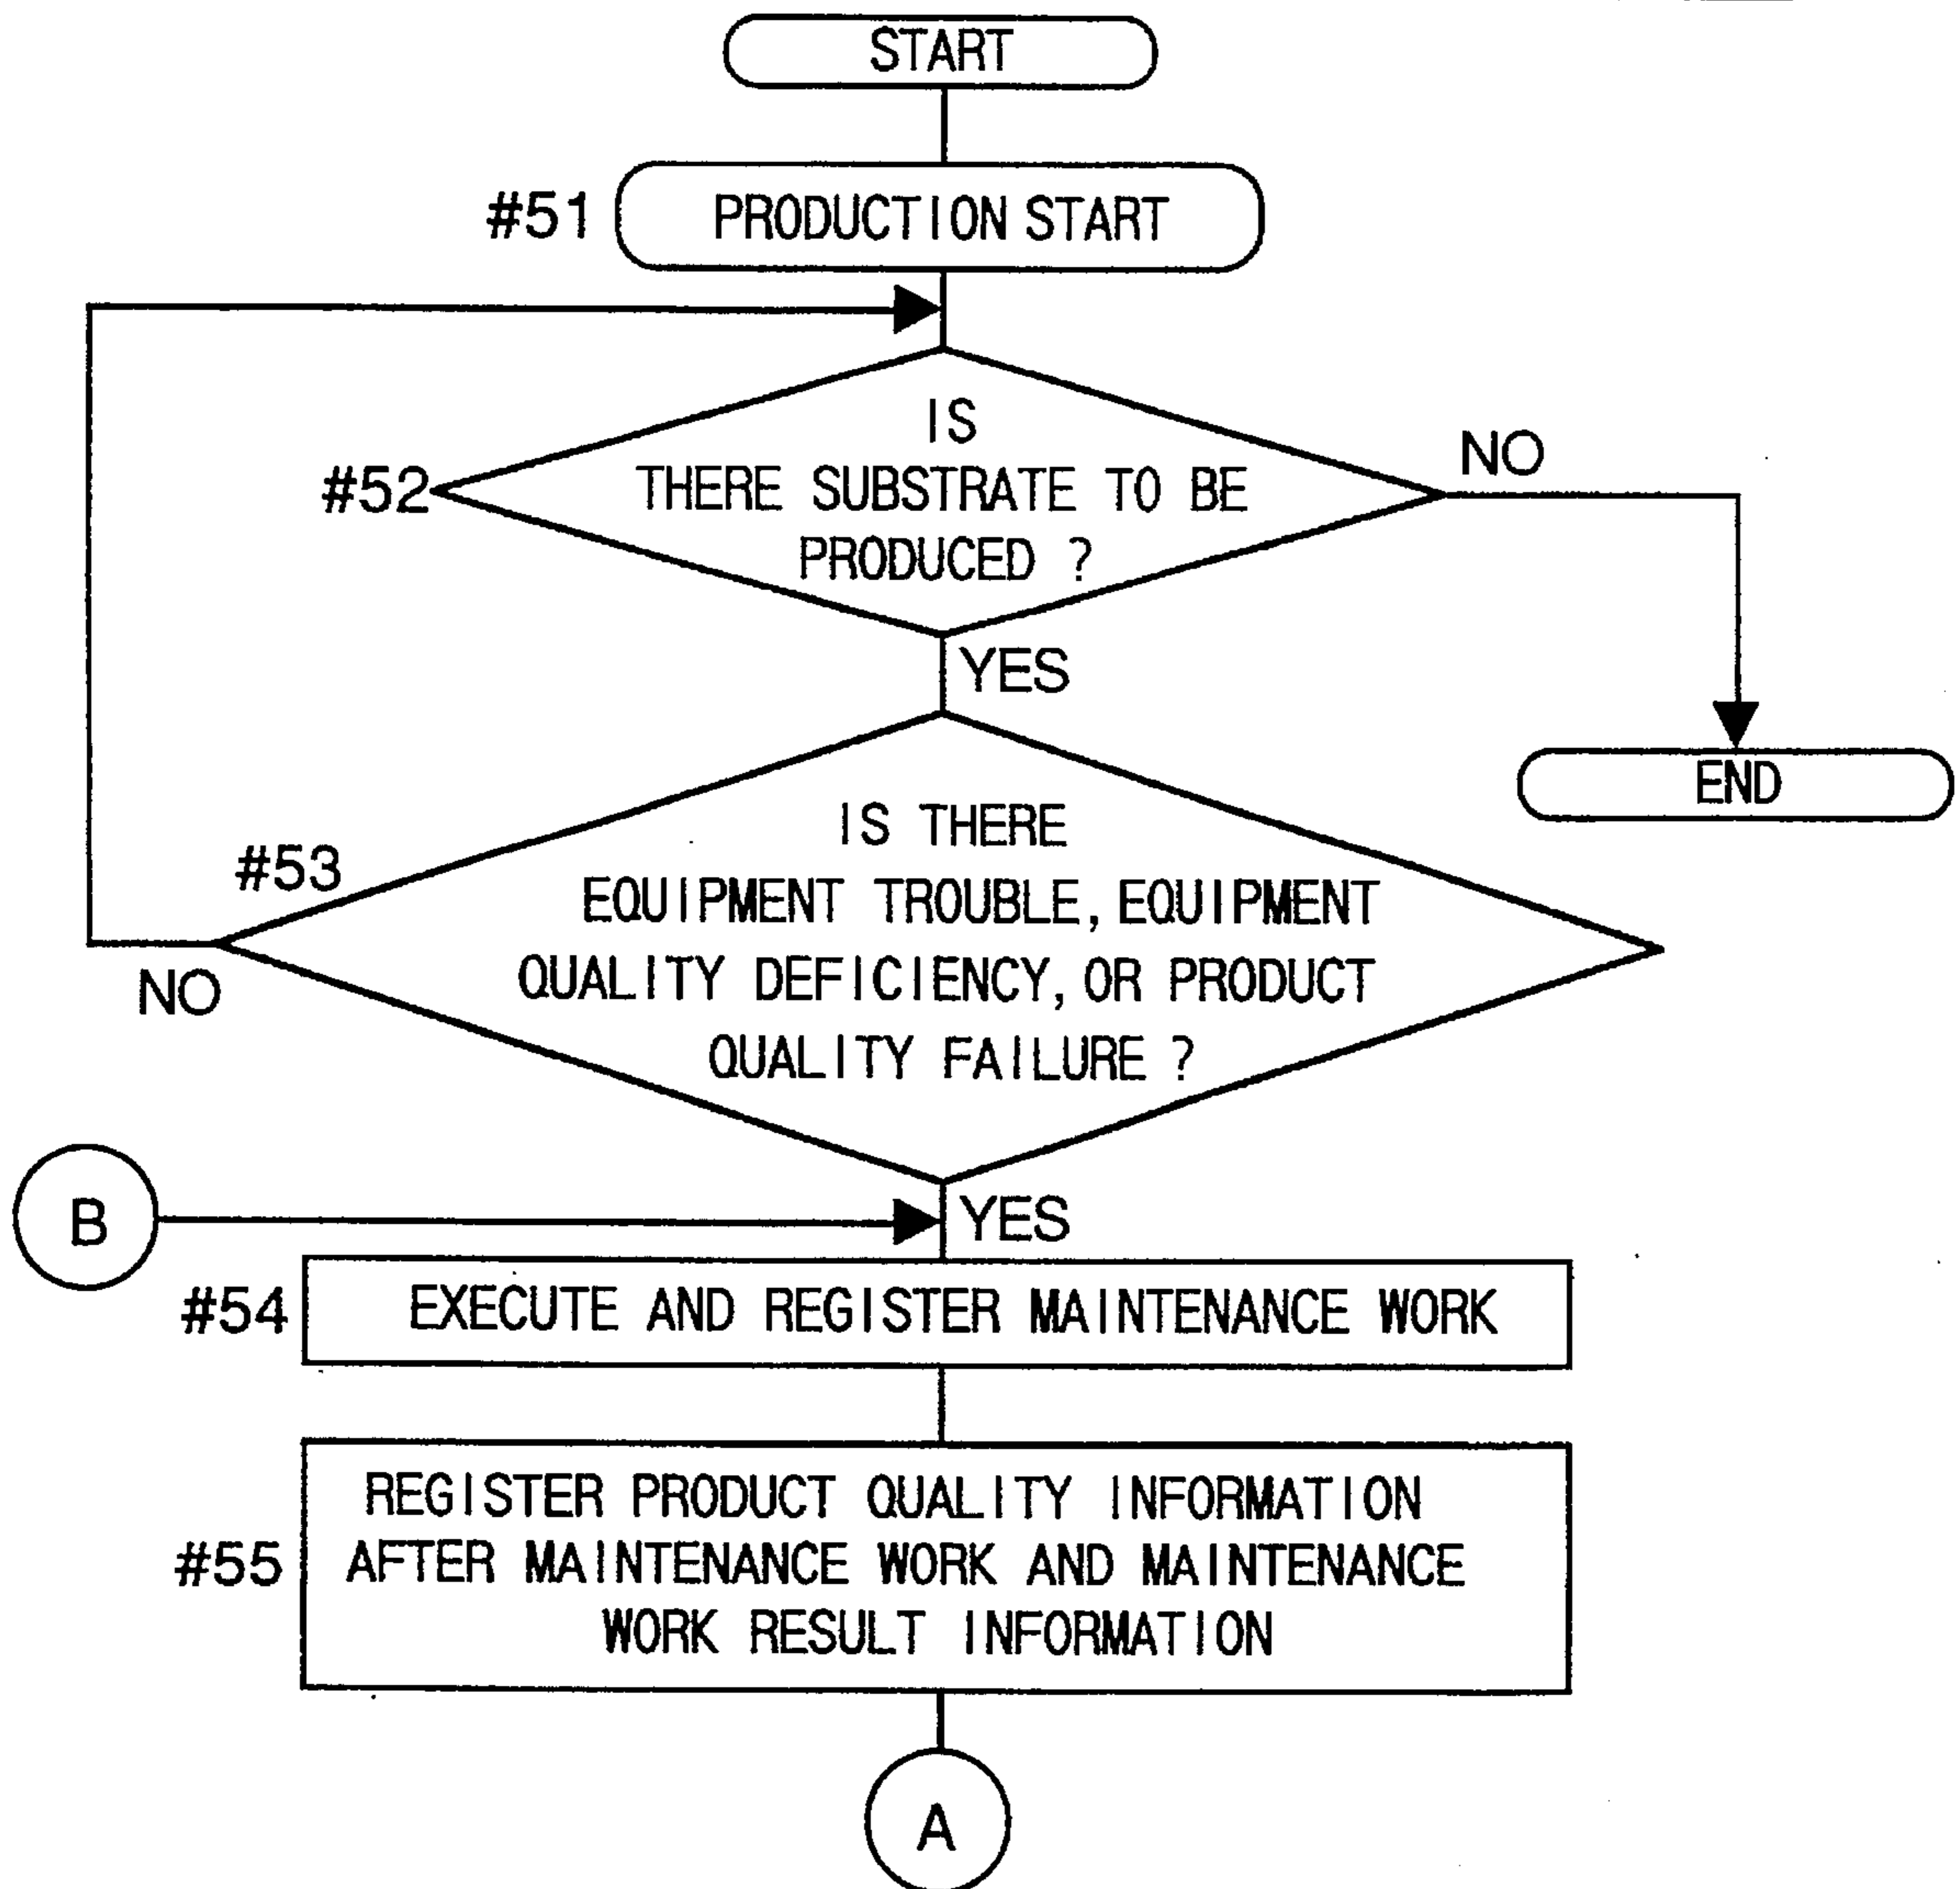 START
#51
PRODUCTION START
IS
THERE SUBSTRATE TO BE
PRODUCED ?
#52
NO
YES
END
IS THERE
EQUIPMENT TROUBLE, EQUIPMENT
QUALITY DEFICIENCY, OR PRODUCT
QUALITY FAILURE ?
#53
NO
B
YES
#54
EXECUTE AND REGISTER MAINTENANCE WORK
#55
REGISTER PRODUCT QUALITY INFORMATION
AFTER MAINTENANCE WORK AND MAINTENANCE
WORK RESULT INFORMATION
A